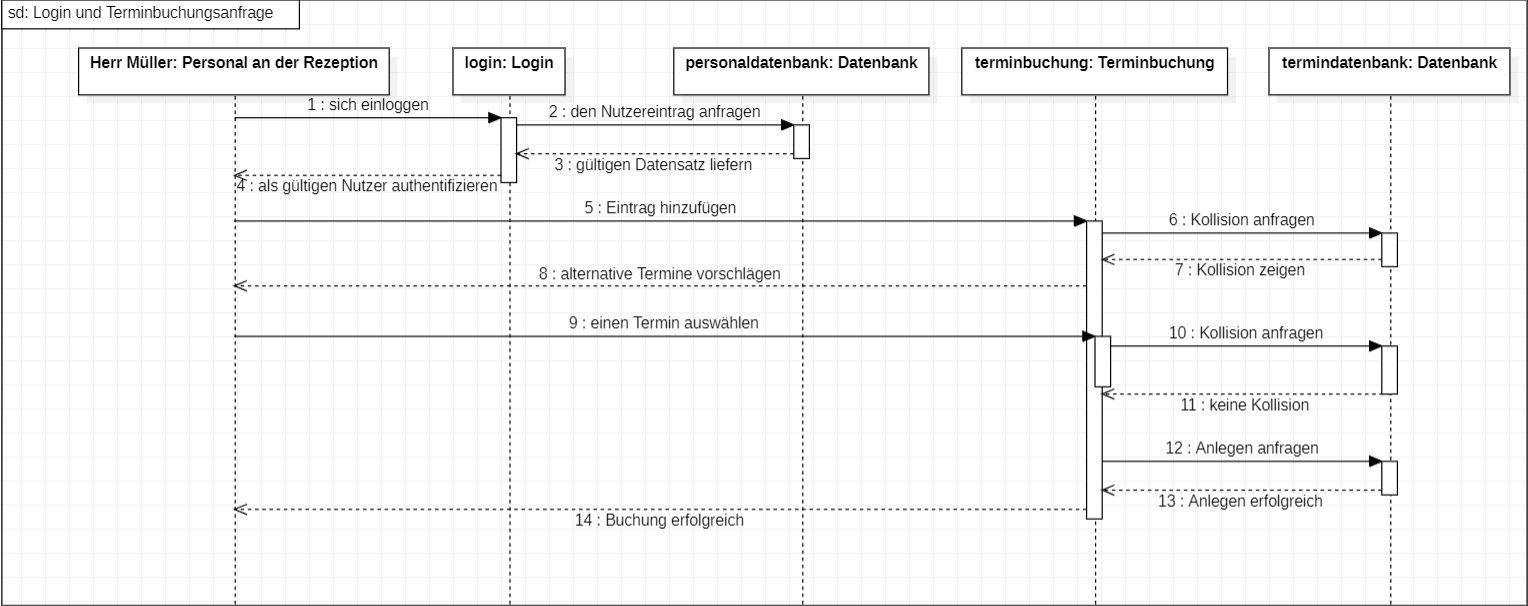 sd: Login und Terminbuchungsanfrage
Herr Müller: Personal an der Rezeption
login: Login
personaldatenbank: Datenbank
terminbuchung: Terminbuchung
termindatenbank: Datenbank
1 : sich einloggen
2 : den Nutzereintrag anfragen
3 : gültigen Datensatz liefern
4 : als gültigen Nutzer authentifizieren
5 : Eintrag hinzufügen
6 : Kollision anfragen
7 : Kollision zeigen
8 : alternative Termine vorschlägen
9 : einen Termin auswählen
10 : Kollision anfragen
11 : keine Kollision
12 : Anlegen anfragen
13 : Anlegen erfolgreich
14 : Buchung erfolgreich